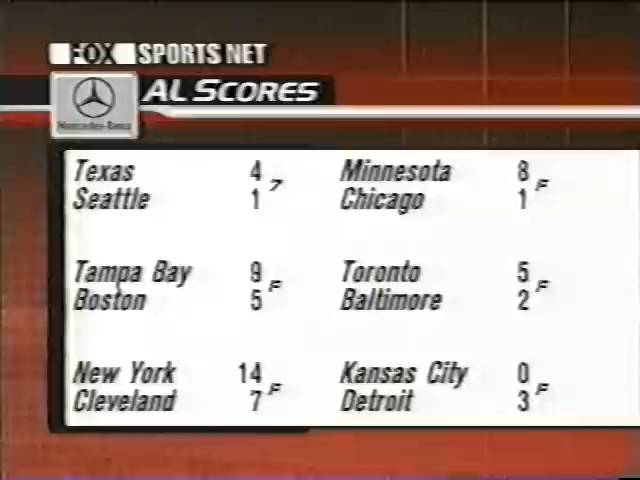 FOX SPORTS NET
Mercedes-Benz
AL SCORES
Texas 4 7
Seattle 1
Minnesota 8 F
Chicago 1
Tampa Bay 9 F
Boston 5
Toronto 5 F
Baltimore 2
New York 14 F
Cleveland 7
Kansas City 0 F
Detroit 3